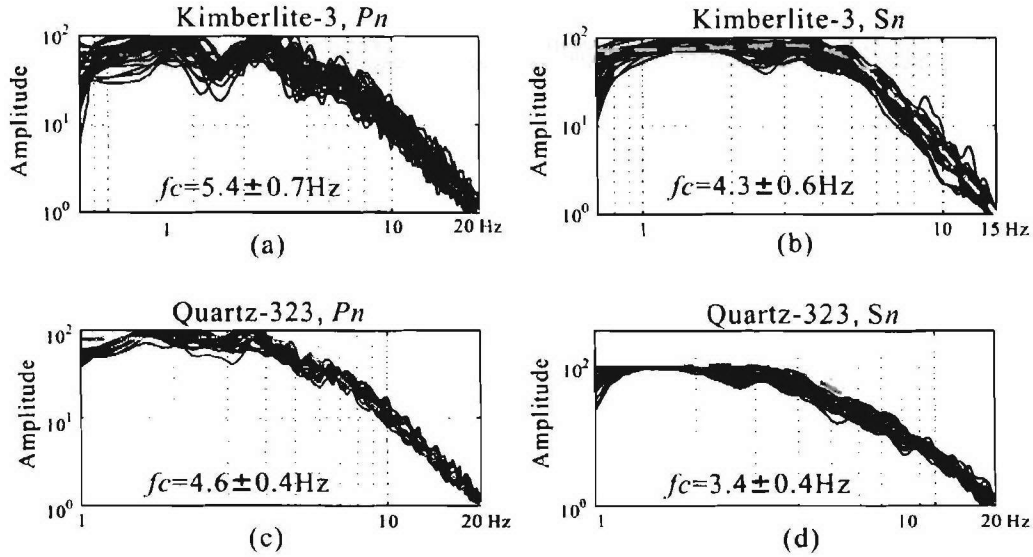 Kimberlite-3, Pn
Amplitude
10²
10¹
10⁰
fc=5.4±0.7Hz
1
10
20 Hz
(a)
Kimberlite-3, Sn
Amplitude
10²
10¹
10⁰
fc=4.3±0.6Hz
1
10
15 Hz
(b)
Quartz-323, Pn
Amplitude
10²
10¹
10⁰
fc=4.6±0.4Hz
1
10
20 Hz
(c)
Quartz-323, Sn
Amplitude
10²
10¹
10⁰
fc=3.4±0.4Hz
1
10
20 Hz
(d)